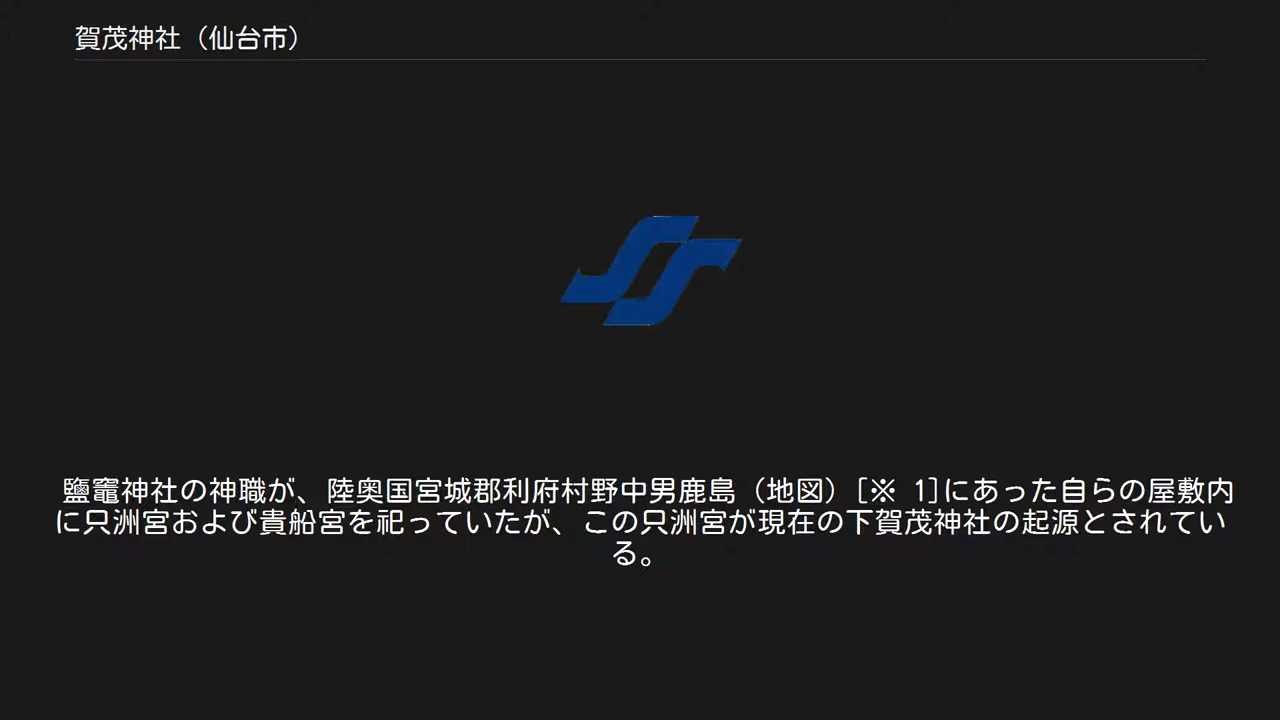 賀茂神社（仙台市）
鹽竈神社の神職が、陸奥国宮城郡利府村野中男鹿島（地図）[※ 1]にあった自らの屋敷内
に只洲宮および貴船宮を祀っていたが、この只洲宮が現在の下賀茂神社の起源とされてい
る。